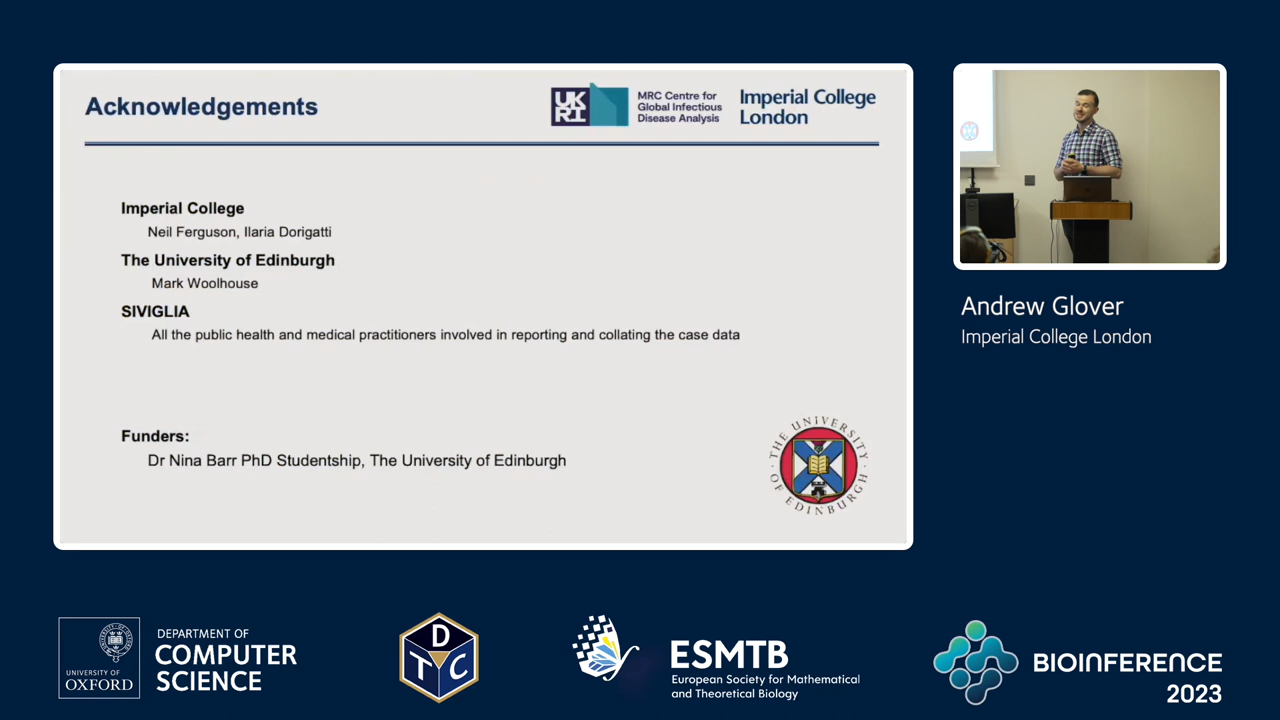 Acknowledgements
UK
RI
MRC Centre for
Global Infectious
Disease Analysis
Imperial College
London
Imperial College
Neil Ferguson, Ilaria Dorigatti
The University of Edinburgh
Mark Woolhouse
SIVIGLIA
All the public health and medical practitioners involved in reporting and collating the case data
Funders:
Dr Nina Barr PhD Studentship, The University of Edinburgh
THE UNIVERSITY OF EDINBURGH
Andrew Glover
Imperial College London
UNIVERSITY OF
OXFORD
DEPARTMENT OF
COMPUTER
SCIENCE
D
T C
ESMTB
European Society for Mathematical
and Theoretical Biology
BIOINFERENCE
2023